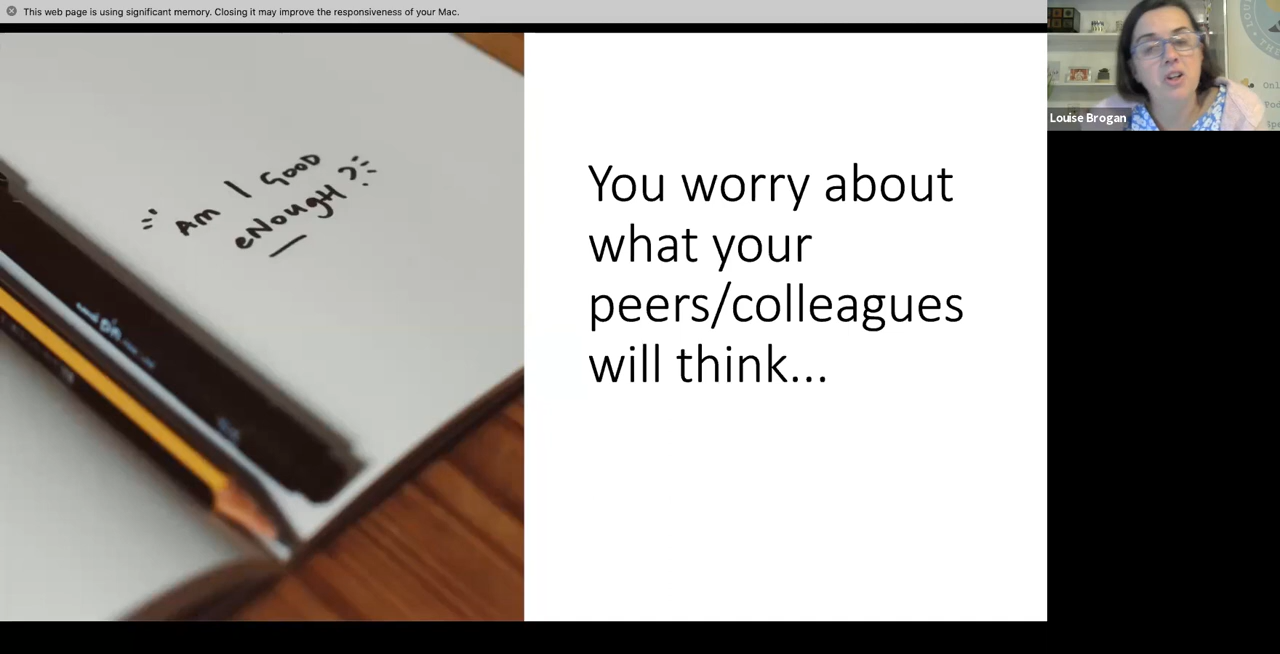 This web page is using significant memory. Closing it may improve the responsiveness of your Mac.
AM I GOOD
eNougH?
You worry about
what your
peers/colleagues
will think...
Louise Brogan